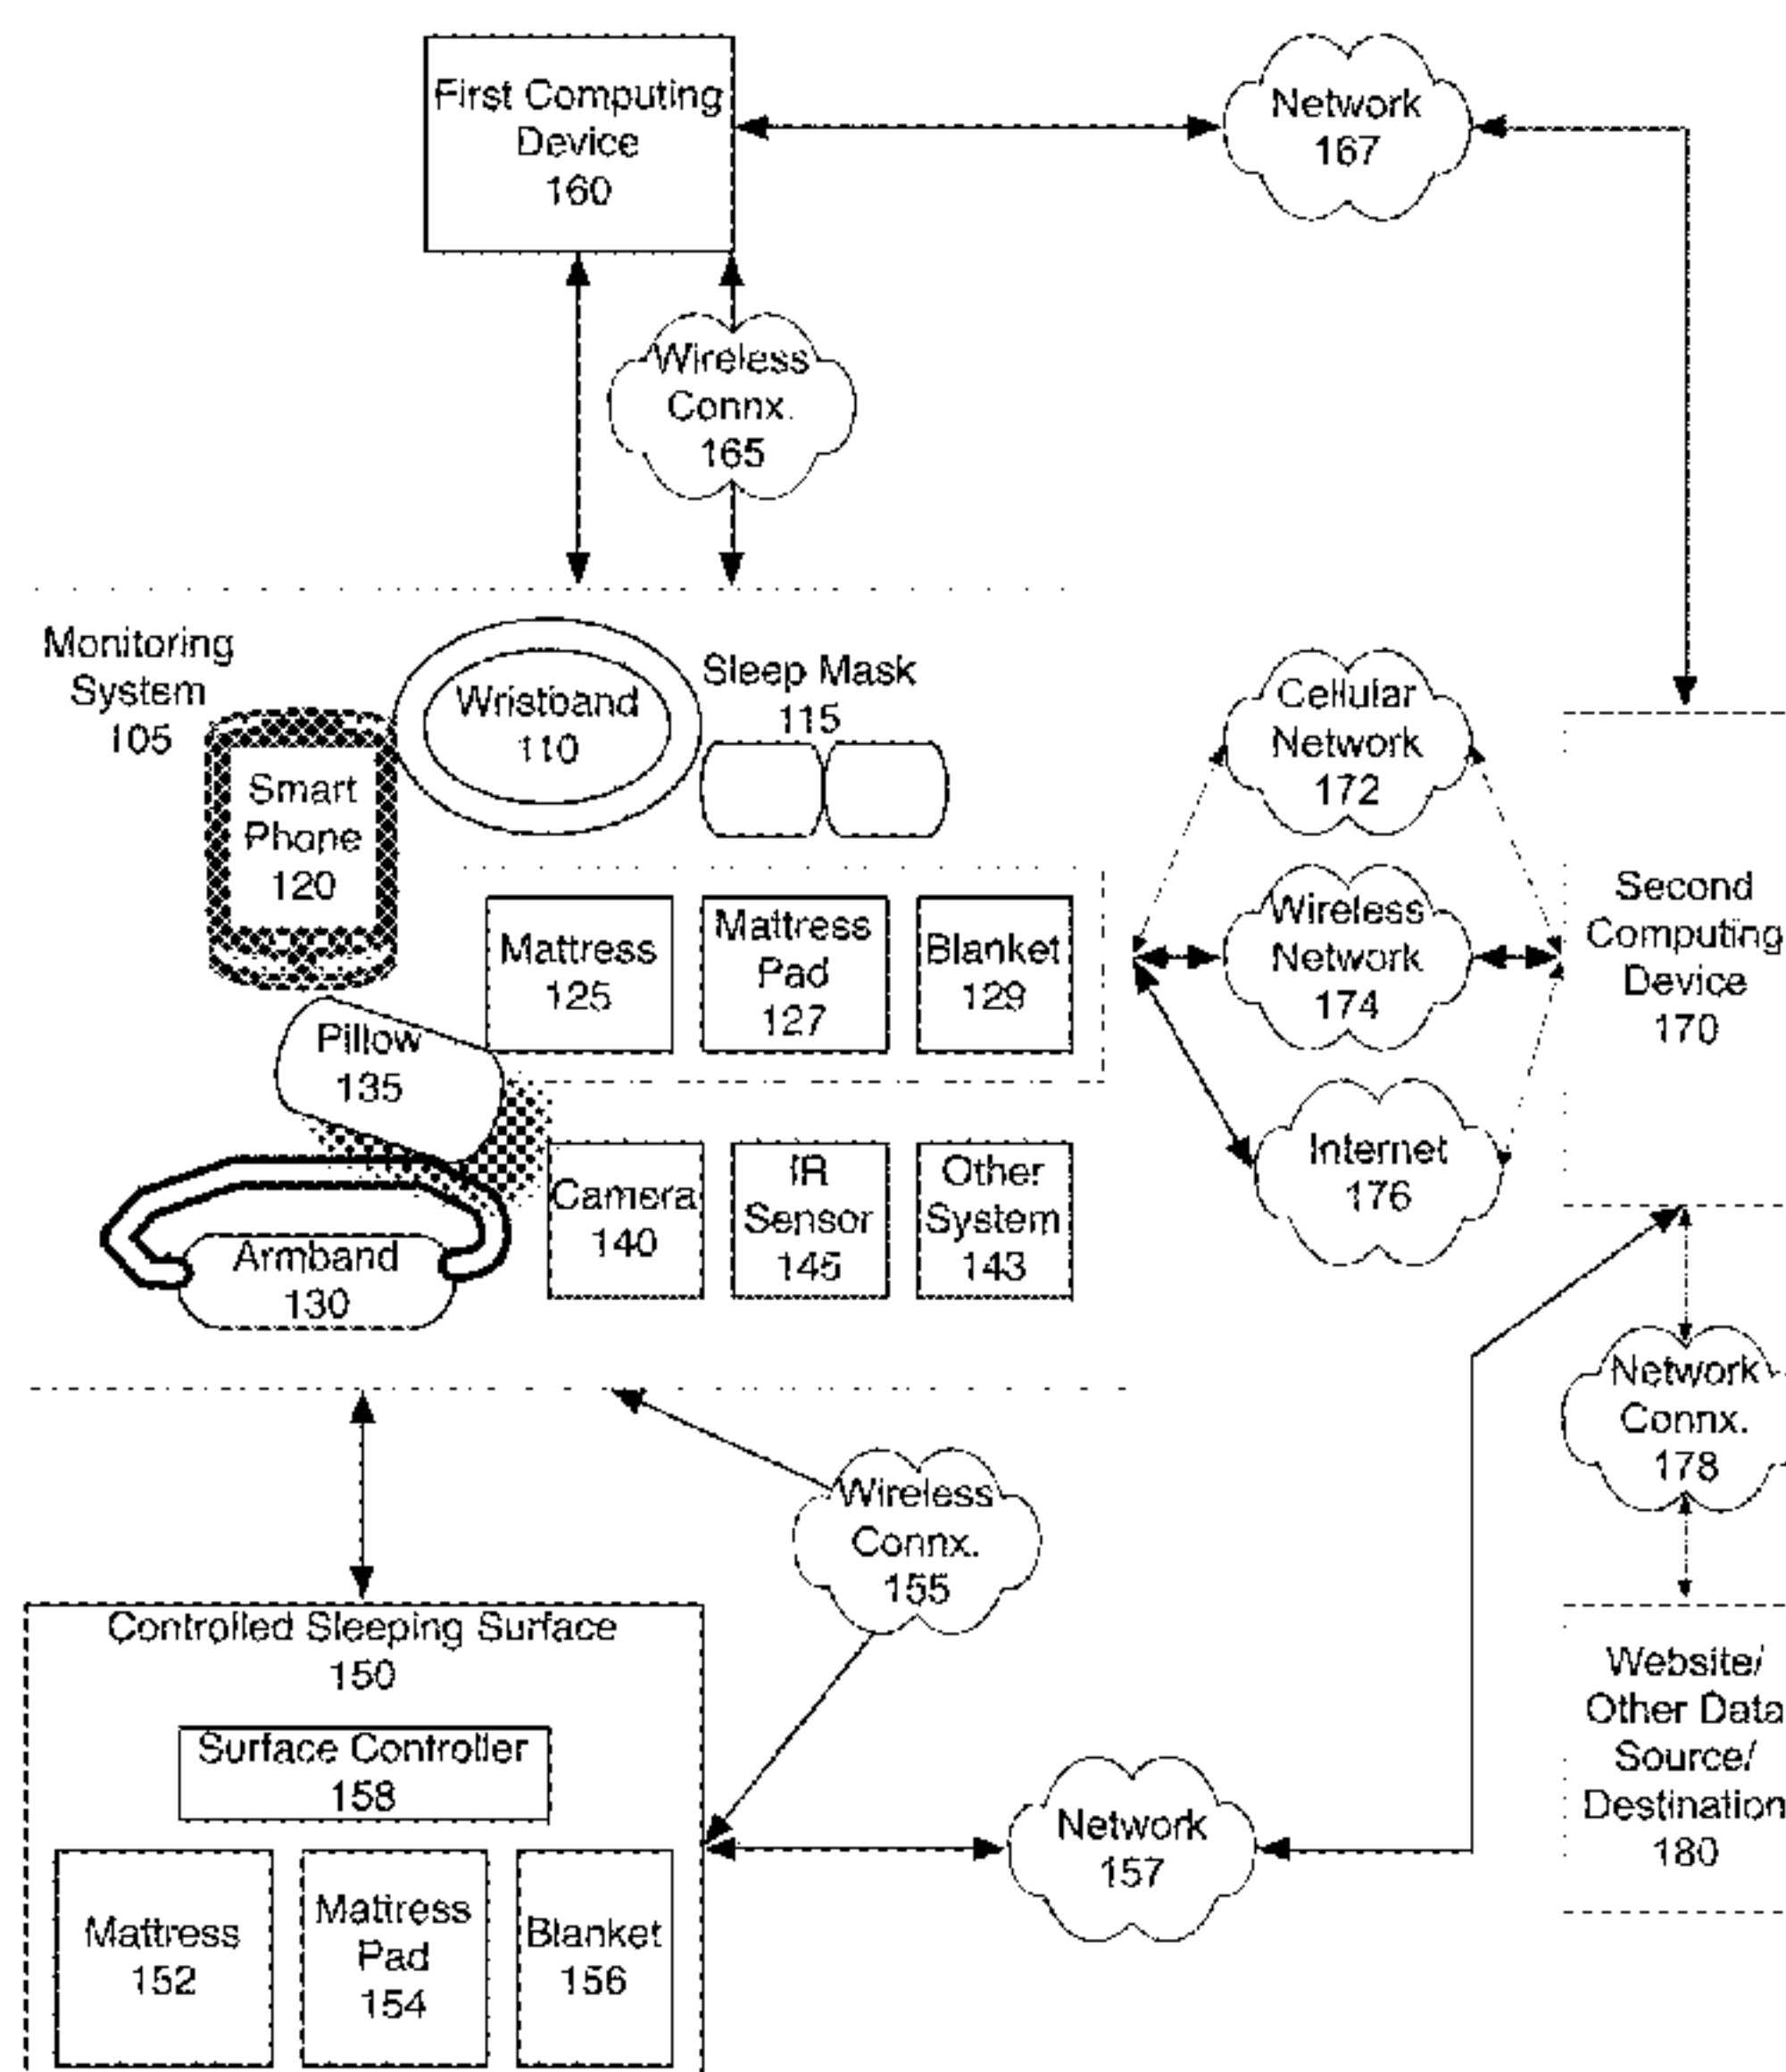 First Computing
Device
160
Network
167
Wireless
Connx.
165
Monitoring
System
105
Wristband
110
Sleep Mask
115
Smart
Phone
120
Cellular
Network
172
Mattress
125
Mattress
Pad
127
Blanket
129
Wireless
Network
174
Second
Computing
Device
170
Pillow
135
Internet
176
Camera
140
IR
Sensor
145
Other
System
143
Armband
130
Network
Connx.
178
Wireless
Connx.
155
Controlled Sleeping Surface
150
Surface Controller
158
Mattress
152
Mattress
Pad
154
Blanket
156
Network
157
Website/
Other Data
Source/
Destination
180